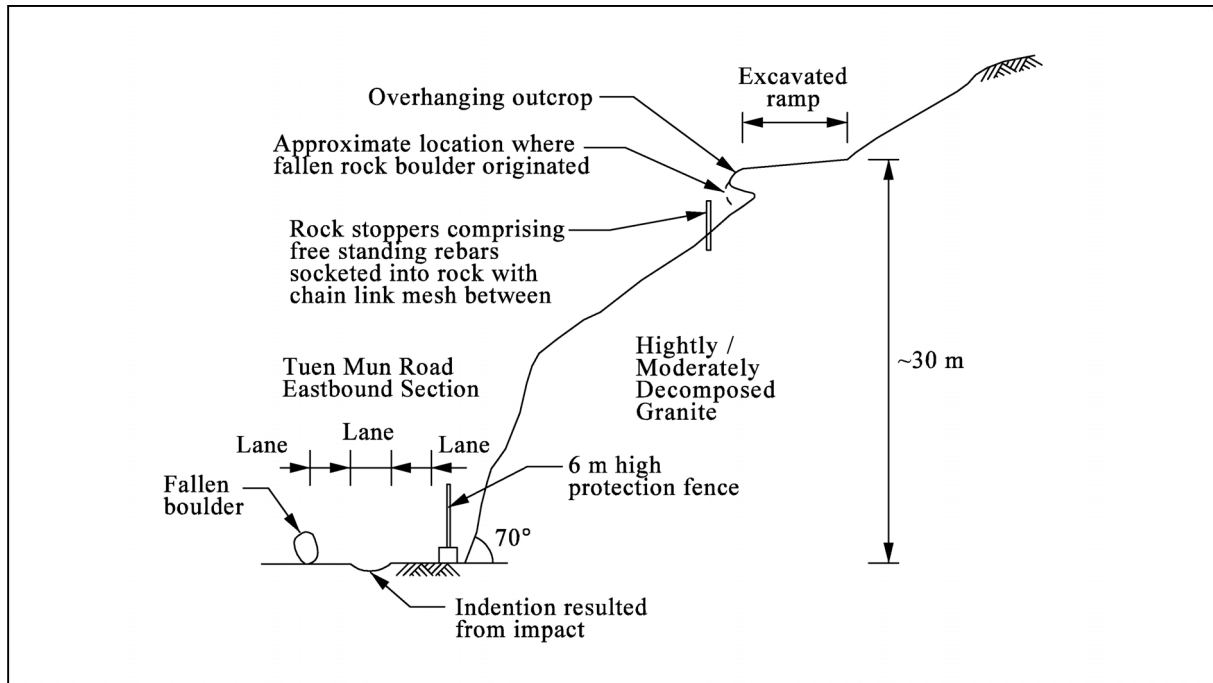 Excavated
ramp
Overhanging outcrop
Approximate location where
fallen rock boulder originated
Rock stoppers comprising
free standing rebars
socketed into rock with
chain link mesh between
Hightly /
Moderately
Decomposed
Granite
~30 m
Tuen Mun Road
Eastbound Section
Lane
Lane
Lane
6 m high
protection fence
Fallen
boulder
70°
Indention resulted
from impact